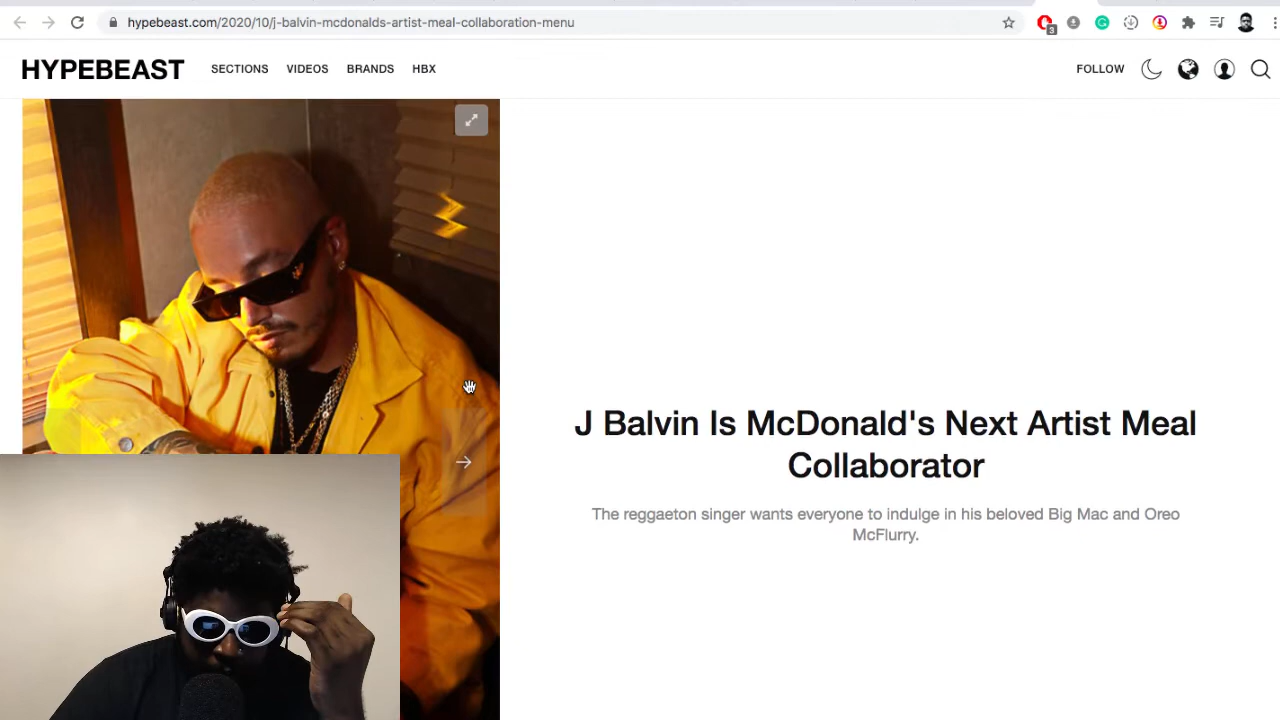 hypebeast.com/2020/10/j-balvin-mcdonalds-artist-meal-collaboration-menu
3
HYPEBEAST SECTIONS VIDEOS BRANDS HBX FOLLOW
J Balvin Is McDonald's Next Artist Meal
Collaborator
The reggaeton singer wants everyone to indulge in his beloved Big Mac and Oreo
McFlurry.